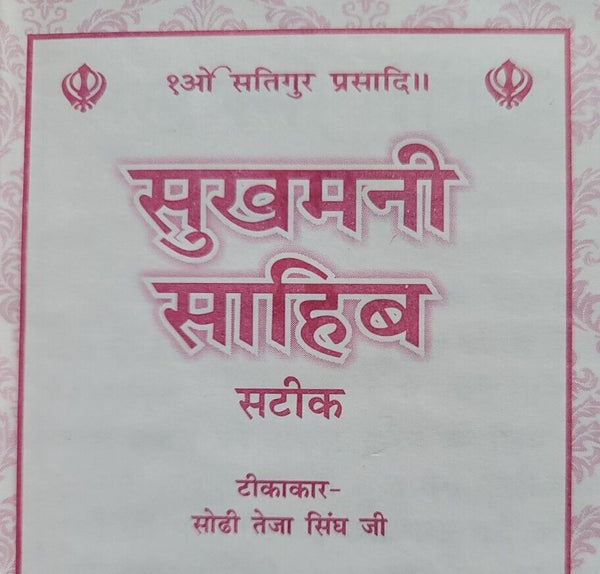 १ओं सतिगुर प्रसादि॥
सुखमनी
साहिब
सटीक
टीकाकार-
सोढी तेजा सिंघ जी